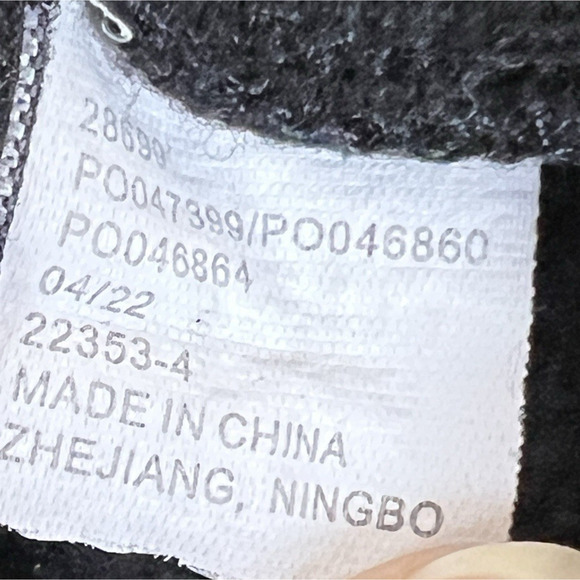 28699
PO047399/PO046860
PO046864
04/22
22353-4
MADE IN CHINA
ZHEJIANG, NINGBO